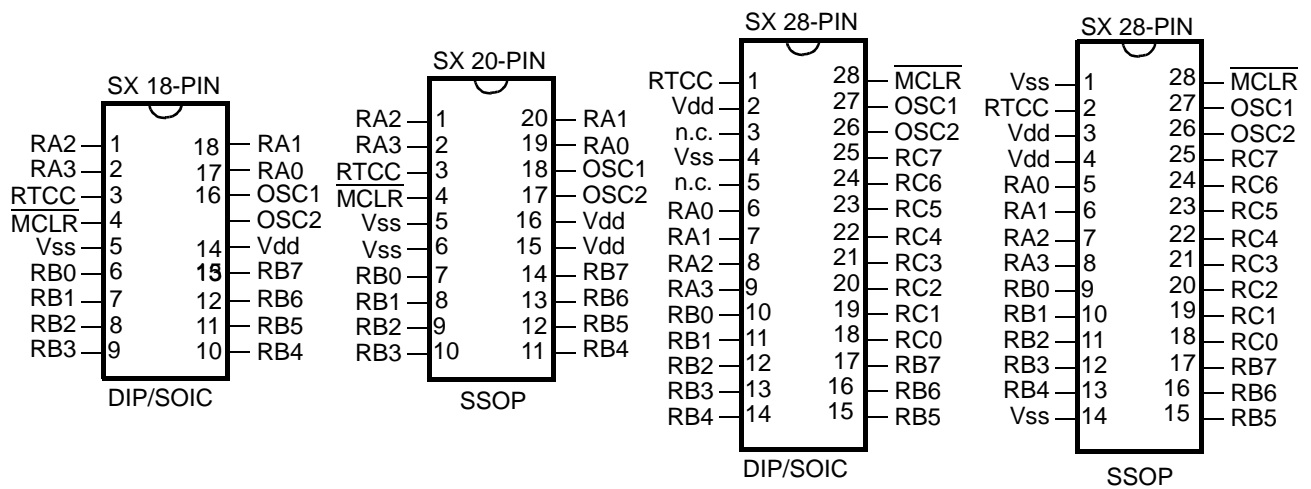 SX 18-PIN
RA2 1 18 RA1
RA3 2 17 RA0
RTCC 3 16 OSC1
MCLR 4 OSC2
Vss 5 14 Vdd
RB0 6 13 RB7
RB1 7 12 RB6
RB2 8 11 RB5
RB3 9 10 RB4
DIP/SOIC
SX 20-PIN
RA2 1 20 RA1
RA3 2 19 RA0
RTCC 3 18 OSC1
MCLR 4 17 OSC2
Vss 5 16 Vdd
Vss 6 15 Vdd
RB0 7 14 RB7
RB1 8 13 RB6
RB2 9 12 RB5
RB3 10 11 RB4
SSOP
SX 28-PIN
RTCC 1 28 MCLR
Vdd 2 27 OSC1
n.c. 3 26 OSC2
Vss 4 25 RC7
n.c. 5 24 RC6
RA0 6 23 RC5
RA1 7 22 RC4
RA2 8 21 RC3
RA3 9 20 RC2
RB0 10 19 RC1
RB1 11 18 RC0
RB2 12 17 RB7
RB3 13 16 RB6
RB4 14 15 RB5
DIP/SOIC
SX 28-PIN
Vss 1 28 MCLR
RTCC 2 27 OSC1
Vdd 3 26 OSC2
Vdd 4 25 RC7
RA0 5 24 RC6
RA1 6 23 RC5
RA2 7 22 RC4
RA3 8 21 RC3
RB0 9 20 RC2
RB1 10 19 RC1
RB2 11 18 RC0
RB3 12 17 RB7
RB4 13 16 RB6
Vss 14 15 RB5
SSOP